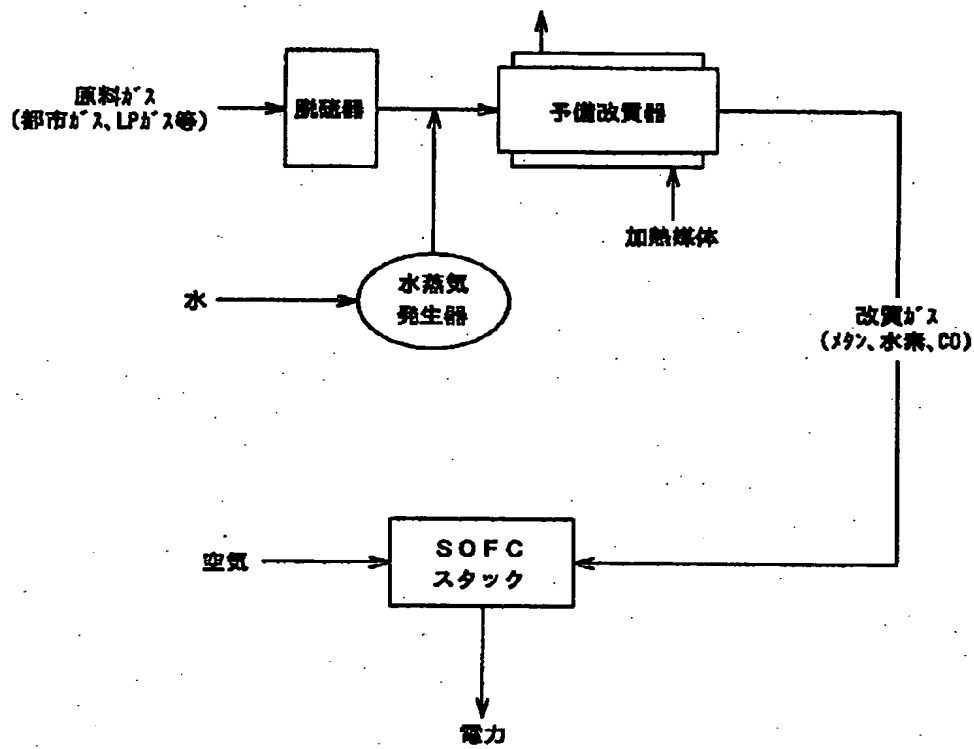 原料ガス
(都市ガス、LPガス等)
脱硫器
予備改質器
加熱媒体
水
水蒸気
発生器
改質ガス
(メタン、水素、CO)
空気
SOFC
スタック
電力